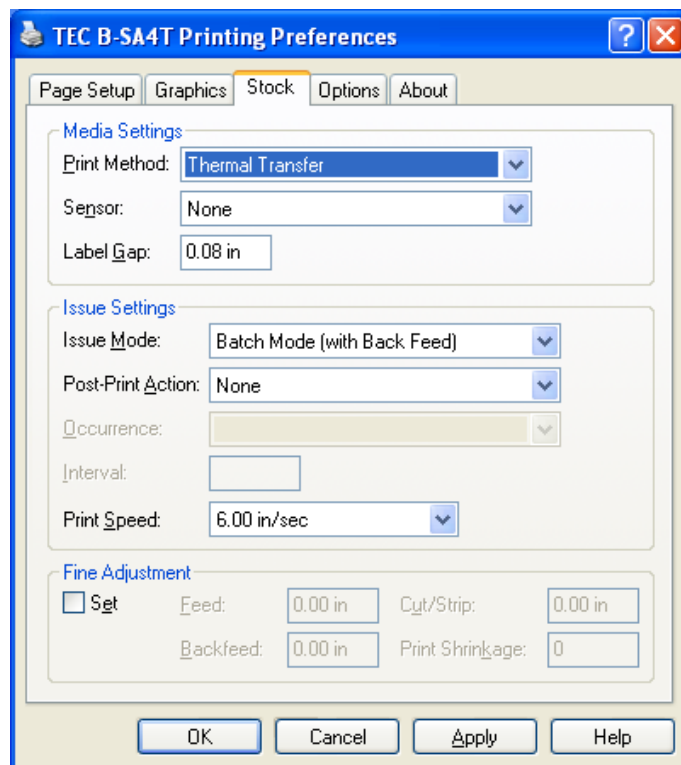 TEC B-SA4T Printing Preferences
Page Setup Graphics Stock Options About
Media Settings
Print Method: Thermal Transfer
Sensor: None
Label Gap: 0.08 in
Issue Settings
Issue Mode: Batch Mode (with Back Feed)
Post-Print Action: None
Occurrence:
Interval:
Print Speed: 6.00 in/sec
Fine Adjustment
Set Feed: 0.00 in Cut/Strip: 0.00 in
Backfeed: 0.00 in Print Shrinkage: 0
OK Cancel Apply Help